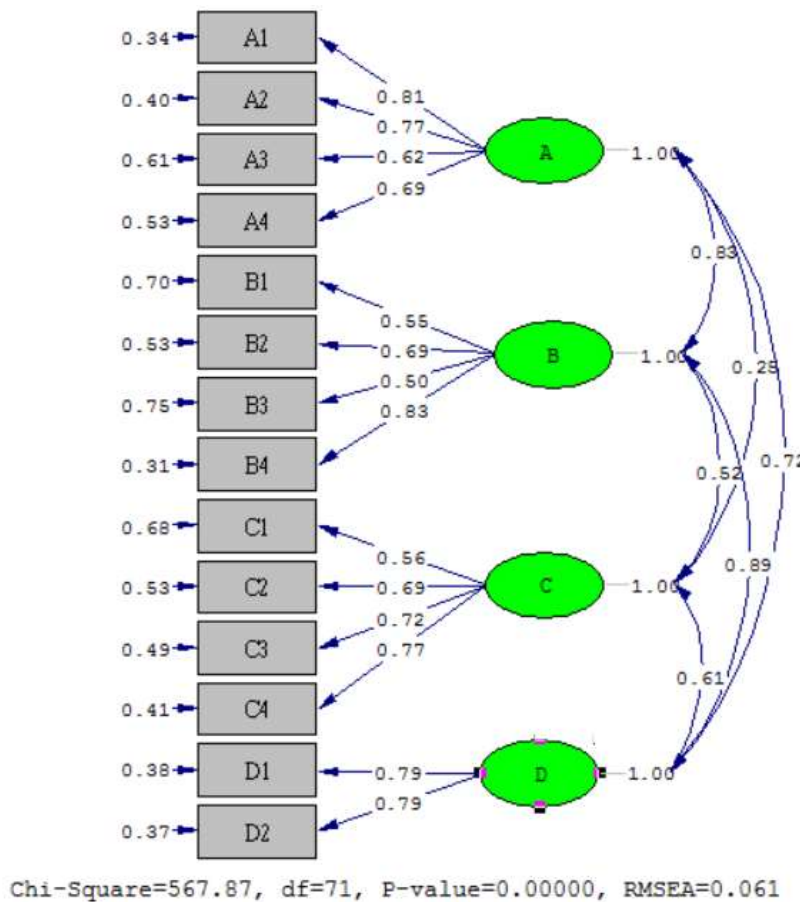 0.34 A1
0.81
0.40 A2
0.77
A 1.00
0.61 A3
0.62
0.69
0.53 A4
0.83
0.70 B1
0.55
0.53 B2
0.69
B 1.00
0.25
0.50
0.75 B3
0.83
0.72
0.31 B4
0.52
0.68 C1
0.56
0.89
0.53 C2
0.69
C 1.00
0.72
0.49 C3
0.77
0.61
0.41 C4
0.38 D1
0.79
D 1.00
0.79
0.37 D2
Chi-Square=567.87, df=71, P-value=0.00000, RMSEA=0.061